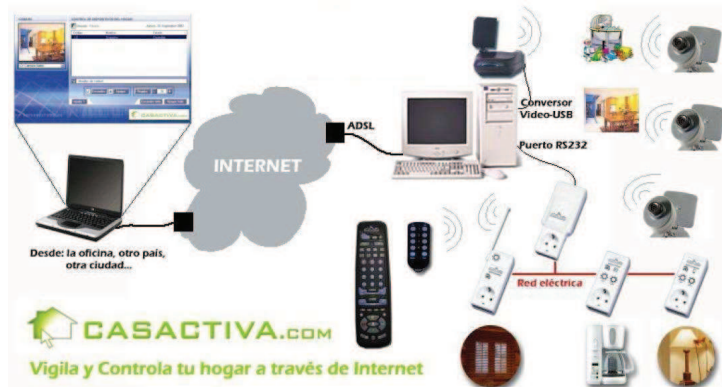 CASACTIVA
INTERNET
ADSL
Conversor
Video-USB
Puerto RS232
Desde: la oficina, otro país,
otra ciudad...
Red eléctrica
CASACTIVA.COM
Vigila y Controla tu hogar a través de Internet